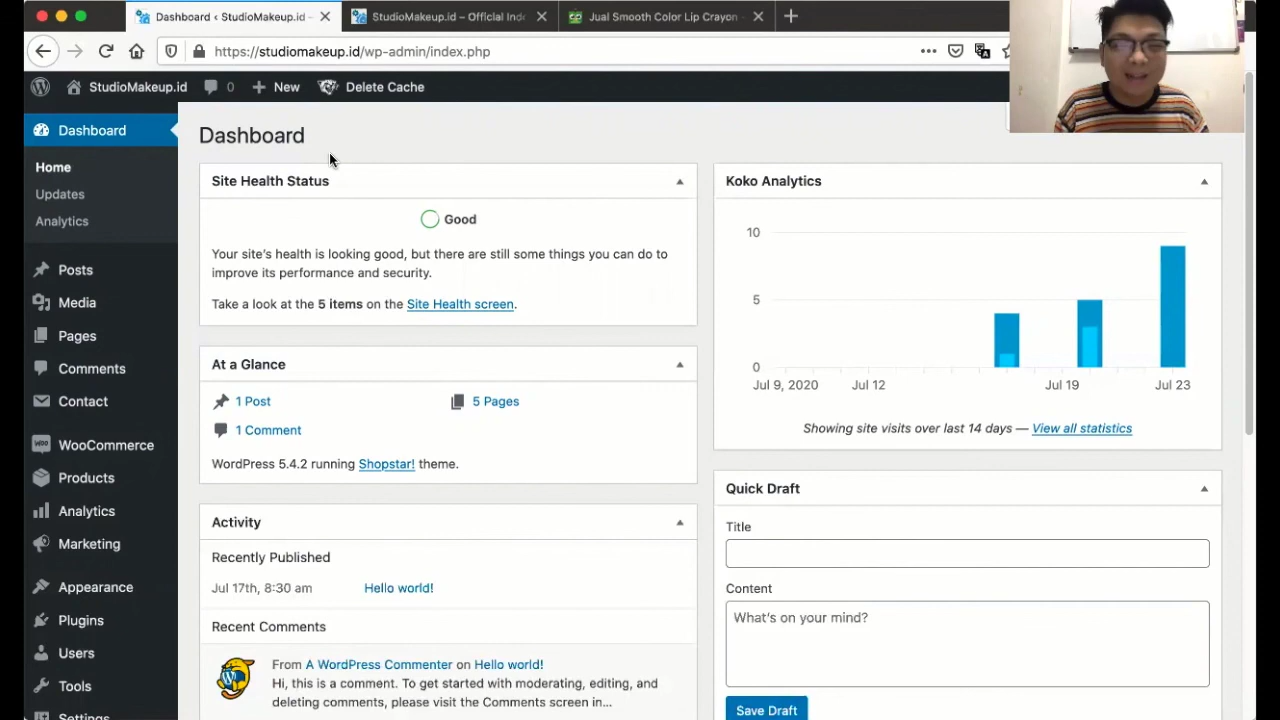 Dashboard ‹ StudioMakeup.id —
StudioMakeup.id – Official Ind
Jual Smooth Color Lip Crayon
https://studiomakeup.id/wp-admin/index.php
StudioMakeup.id
0
New
Delete Cache
Dashboard
Home
Updates
Analytics
Posts
Media
Pages
Comments
Contact
WooCommerce
Products
Analytics
Marketing
Appearance
Plugins
Users
Tools
Settings
Dashboard
Site Health Status
Good
Your site's health is looking good, but there are still some things you can do to
improve its performance and security.
Take a look at the 5 items on the Site Health screen.
At a Glance
1 Post
5 Pages
1 Comment
WordPress 5.4.2 running Shopstar! theme.
Activity
Recently Published
Jul 17th, 8:30 am
Hello world!
Recent Comments
From A WordPress Commenter on Hello world!
Hi, this is a comment. To get started with moderating, editing, and
deleting comments, please visit the Comments screen in...
Koko Analytics
10
5
0
Jul 9, 2020
Jul 12
Jul 19
Jul 23
Showing site visits over last 14 days — View all statistics
Quick Draft
Title
Content
What's on your mind?
Save Draft